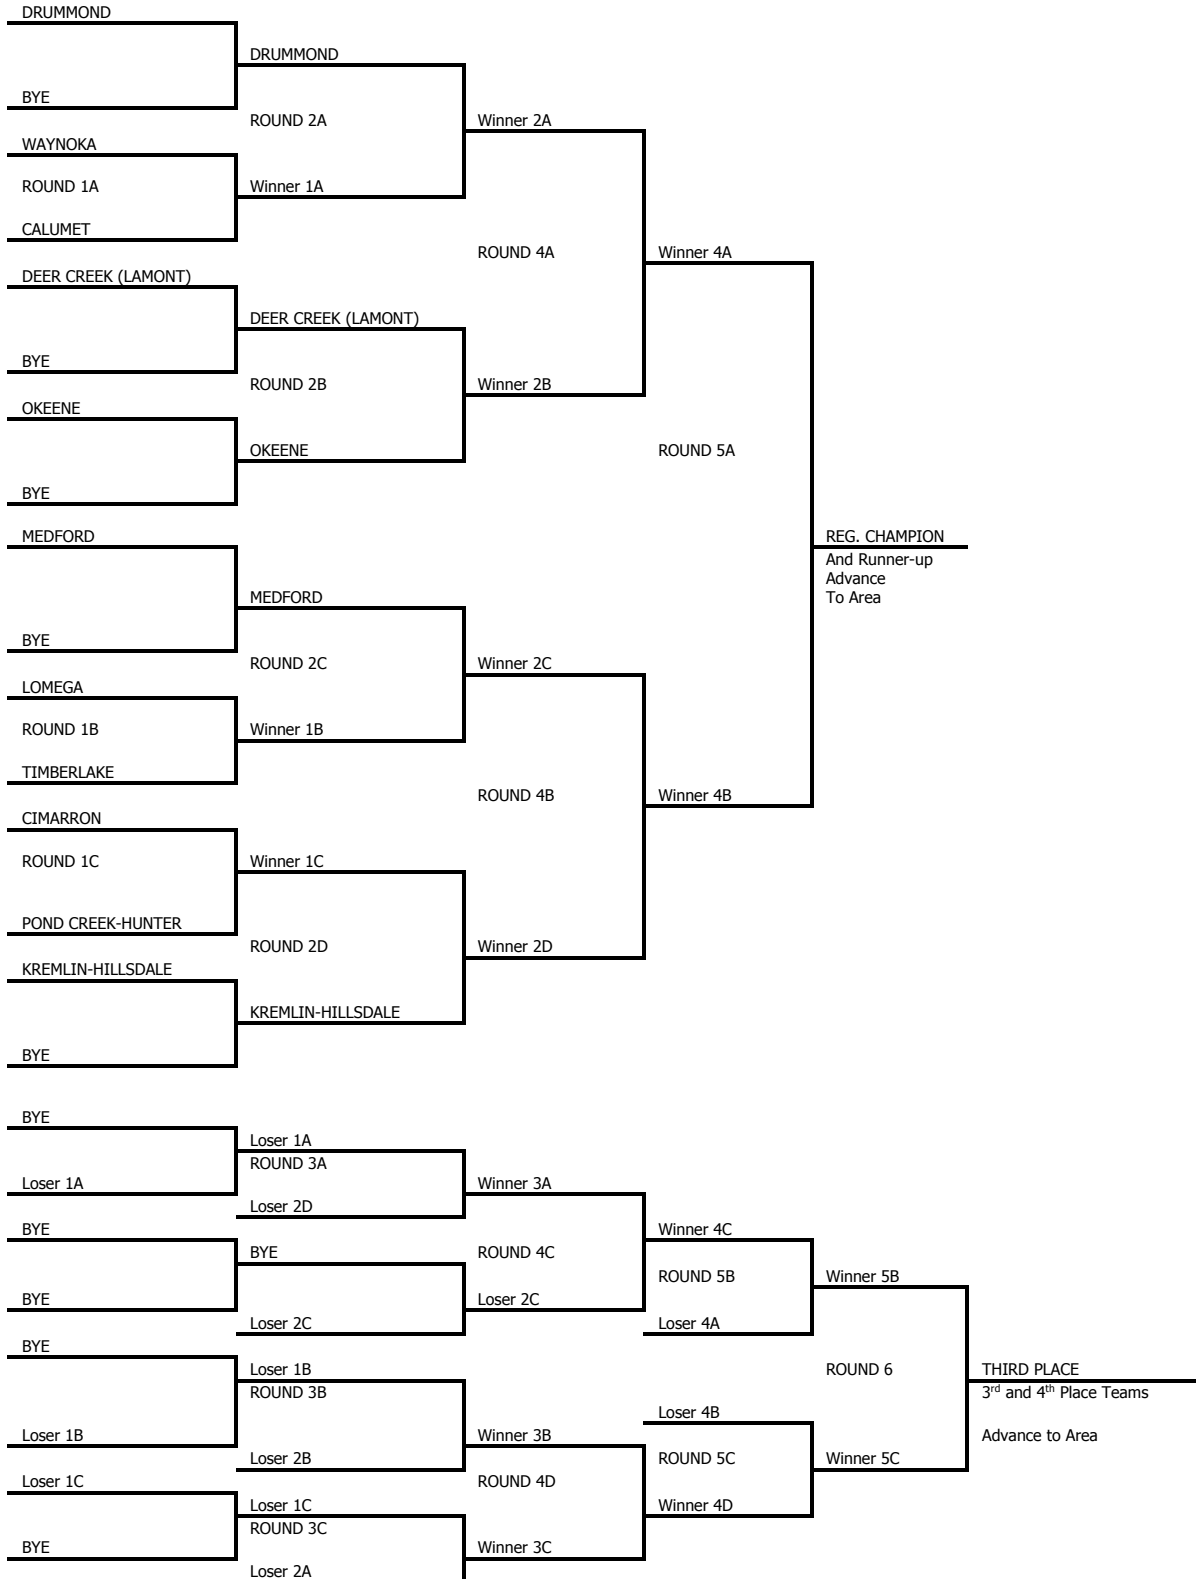 DRUMMOND
DRUMMOND
BYE
ROUND 2A
Winner 2A
WAYNOKA
ROUND 1A
Winner 1A
CALUMET
ROUND 4A
Winner 4A
DEER CREEK (LAMONT)
DEER CREEK (LAMONT)
BYE
ROUND 2B
Winner 2B
OKEENE
OKEENE
ROUND 5A
BYE
MEDFORD
REG. CHAMPION
And Runner-up
Advance
To Area
MEDFORD
BYE
ROUND 2C
Winner 2C
LOMEGA
ROUND 1B
Winner 1B
TIMBERLAKE
ROUND 4B
Winner 4B
CIMARRON
ROUND 1C
Winner 1C
POND CREEK-HUNTER
ROUND 2D
Winner 2D
KREMLIN-HILLSDALE
KREMLIN-HILLSDALE
BYE
BYE
Loser 1A
ROUND 3A
Loser 1A
Winner 3A
Loser 2D
BYE
Winner 4C
BYE
ROUND 4C
ROUND 5B
Winner 5B
BYE
Loser 2C
Loser 2C
Loser 4A
BYE
Loser 1B
ROUND 6
THIRD PLACE
ROUND 3B
3rd and 4th Place Teams
Loser 4B
Loser 1B
Winner 3B
Advance to Area
Loser 2B
ROUND 5C
Winner 5C
Loser 1C
ROUND 4D
Loser 1C
Winner 4D
ROUND 3C
BYE
Winner 3C
Loser 2A